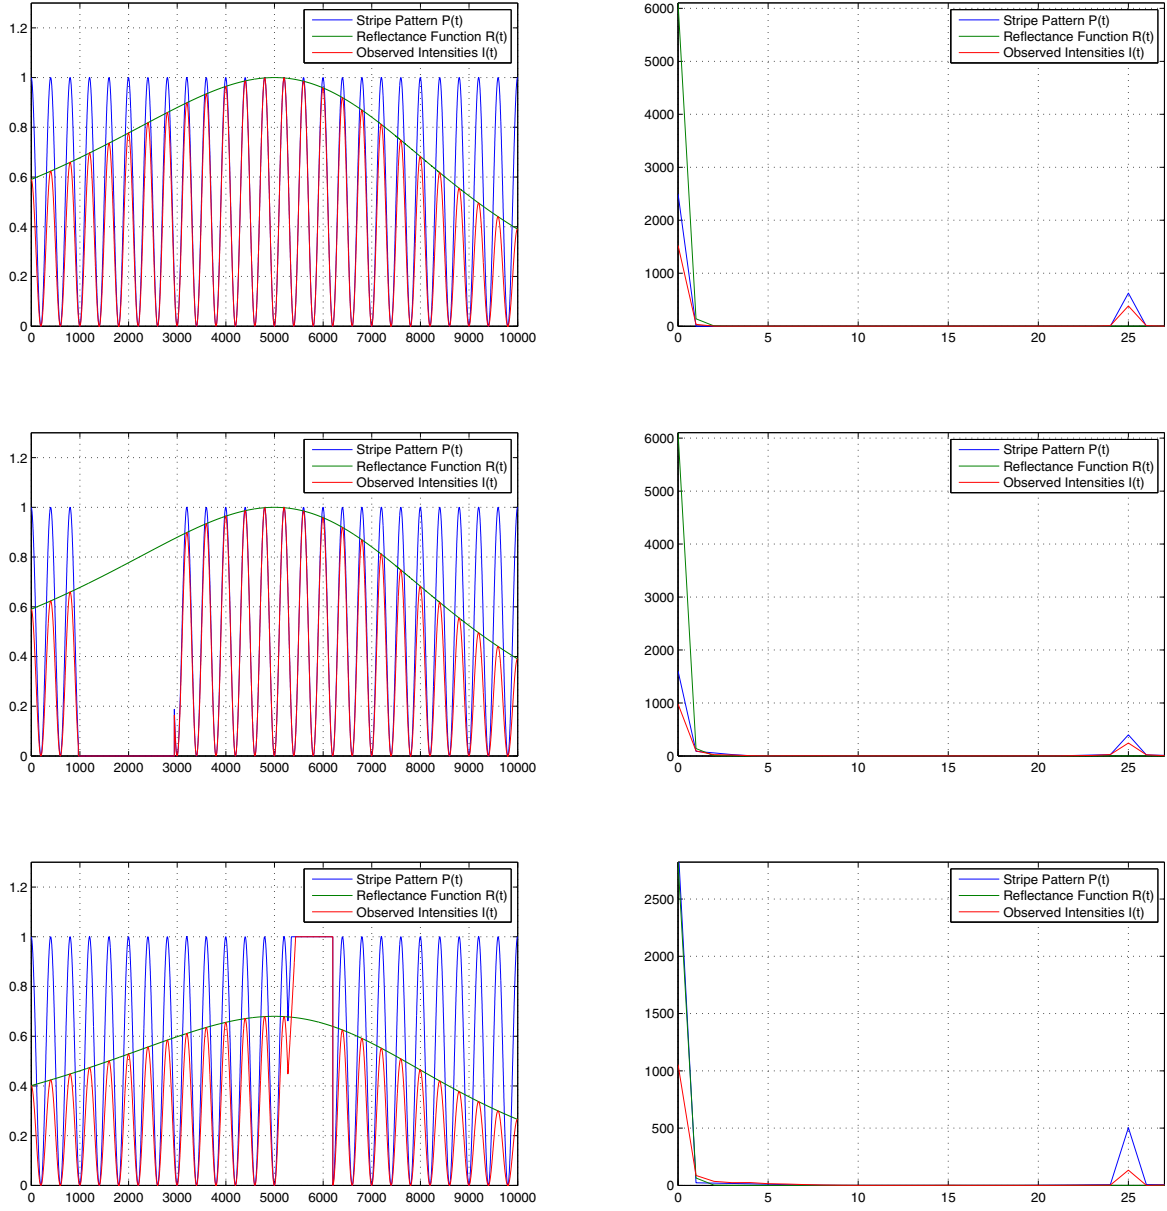 1.2
1
0.8
0.6
0.4
0.2
0
0 1000 2000 3000 4000 5000 6000 7000 8000 9000 10000
Stripe Pattern P(t)
Reflectance Function R(t)
Observed Intensities I(t)
6000
5000
4000
3000
2000
1000
0
0 5 10 15 20 25
Stripe Pattern P(t)
Reflectance Function R(t)
Observed Intensities I(t)
1.2
1
0.8
0.6
0.4
0.2
0
0 1000 2000 3000 4000 5000 6000 7000 8000 9000 10000
Stripe Pattern P(t)
Reflectance Function R(t)
Observed Intensities I(t)
6000
5000
4000
3000
2000
1000
0
0 5 10 15 20 25
Stripe Pattern P(t)
Reflectance Function R(t)
Observed Intensities I(t)
1.2
1
0.8
0.6
0.4
0.2
0
0 1000 2000 3000 4000 5000 6000 7000 8000 9000 10000
Stripe Pattern P(t)
Reflectance Function R(t)
Observed Intensities I(t)
2500
2000
1500
1000
500
0
0 5 10 15 20 25
Stripe Pattern P(t)
Reflectance Function R(t)
Observed Intensities I(t)